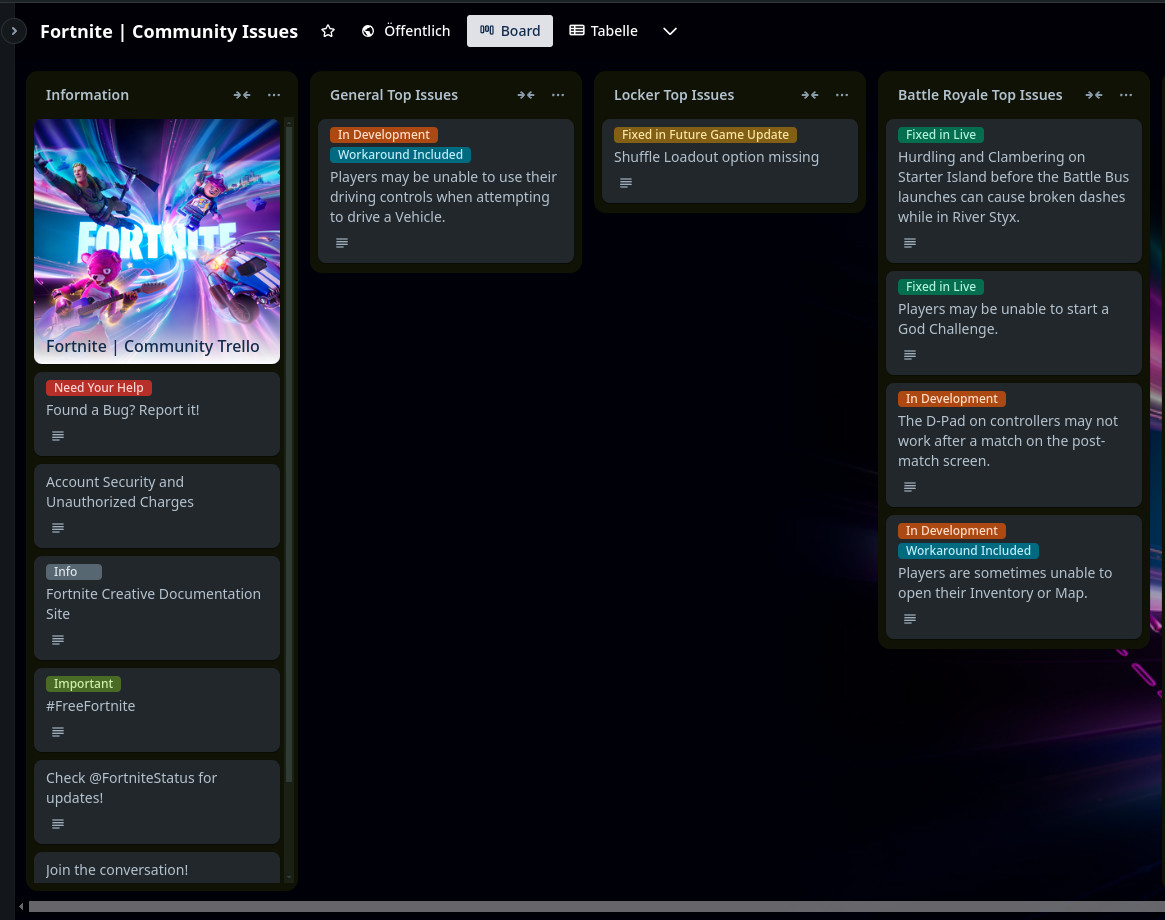 Fortnite | Community Issues
Öffentlich
Board
Tabelle
Information
FORTNITE
Fortnite | Community Trello
Need Your Help
Found a Bug? Report it!
Account Security and
Unauthorized Charges
Info
Fortnite Creative Documentation
Site
Important
#FreeFortnite
Check @FortniteStatus for
updates!
Join the conversation!
General Top Issues
In Development
Workaround Included
Players may be unable to use their
driving controls when attempting
to drive a Vehicle.
Locker Top Issues
Fixed in Future Game Update
Shuffle Loadout option missing
Battle Royale Top Issues
Fixed in Live
Hurdling and Clambering on
Starter Island before the Battle Bus
launches can cause broken dashes
while in River Styx.
Fixed in Live
Players may be unable to start a
God Challenge.
In Development
The D-Pad on controllers may not
work after a match on the post-
match screen.
In Development
Workaround Included
Players are sometimes unable to
open their Inventory or Map.